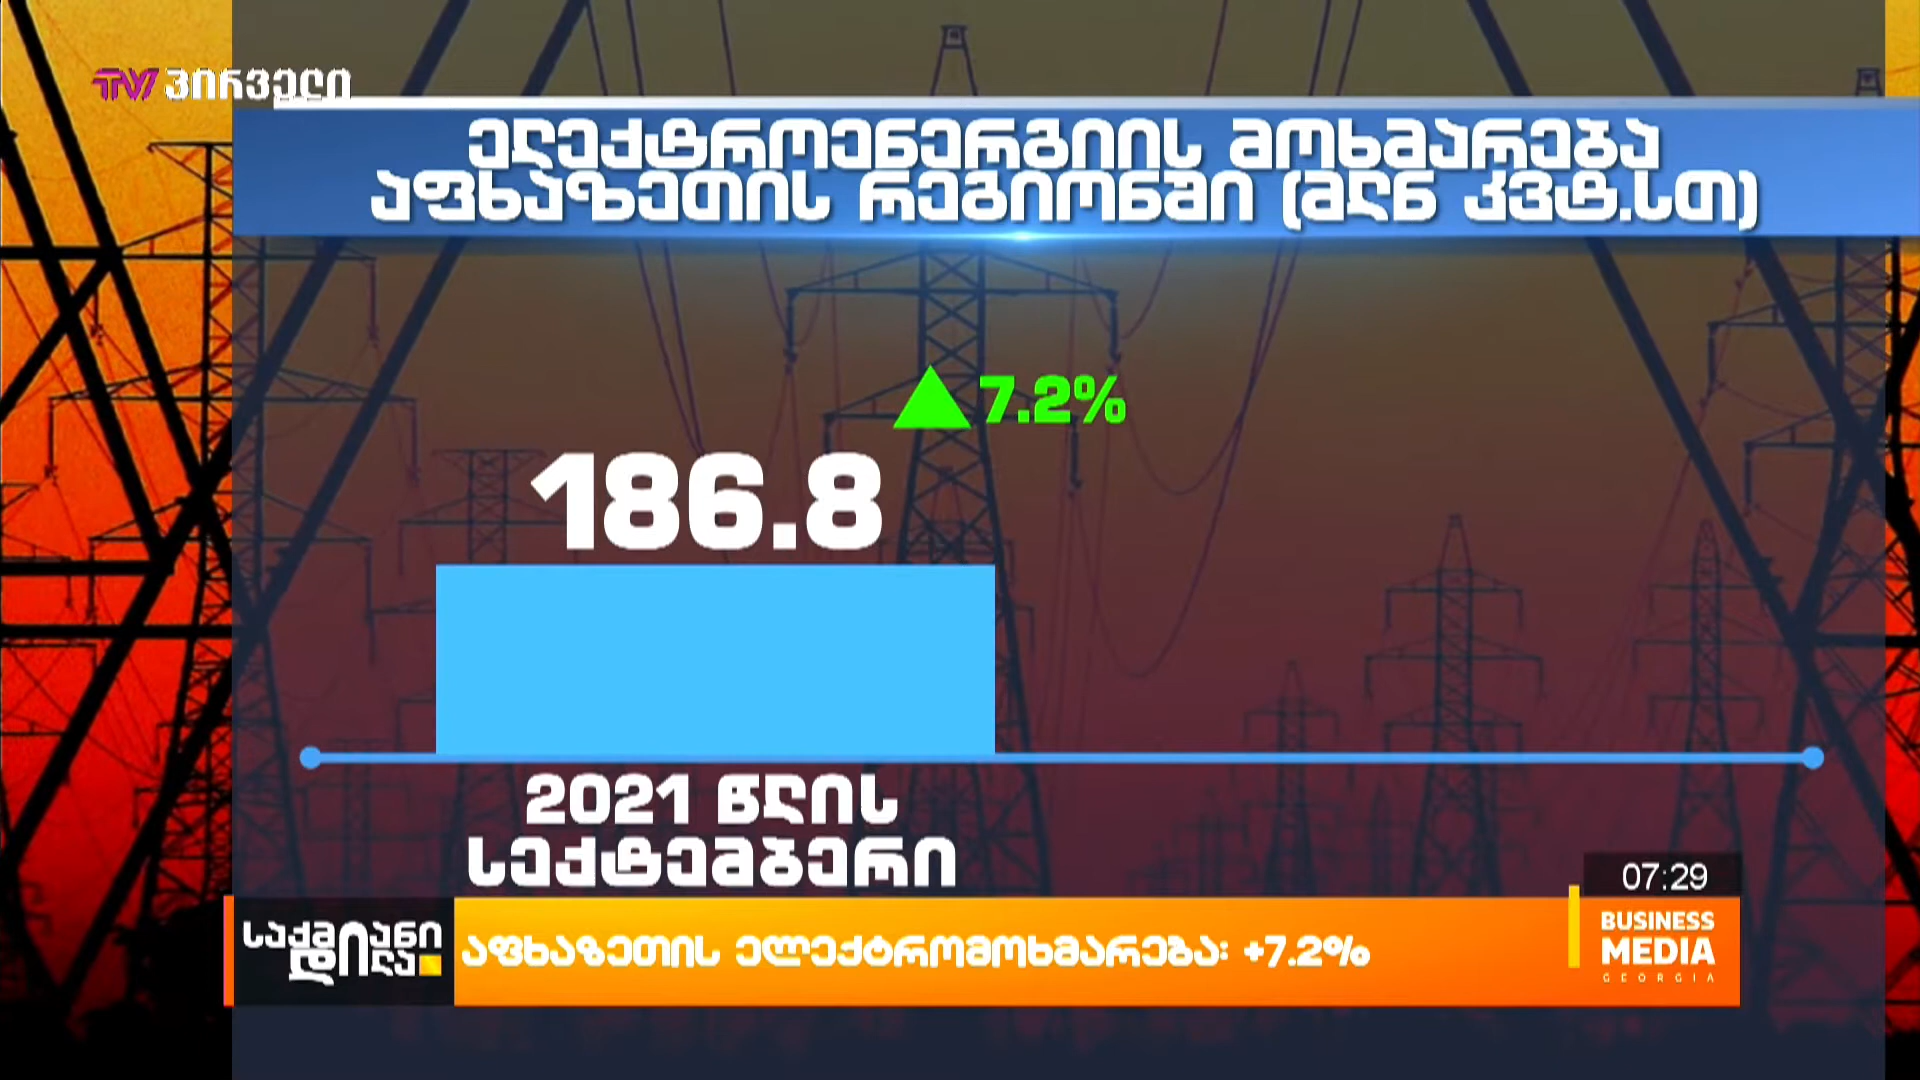 TV პირველი
ელექტროენერგიის მოხმარება
აფხაზეთის რეგიონში (მლნ კვტ.სთ)
7.2%
186.8
2021 წლის
სექტემბერი
07:29
საქმიანი
დილა
აფხაზეთის ელექტრომოხმარება: +7.2%
BUSINESS
MEDIA
GEORGIA